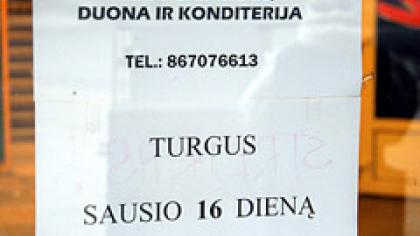 DUONA IR KONDITERIJA
TEL.: 867076613
TURGUS
SAUSIO 16 DIENĄ